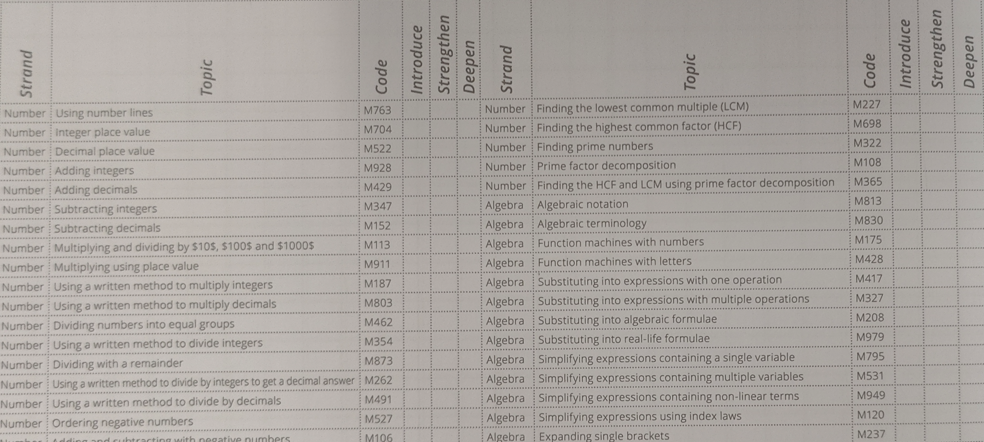 Strand Topic Code Introduce Strengthen Deepen Strand Topic Code Introduce Strengthen Deepen
Number Using number lines M763 Number Finding the lowest common multiple (LCM) M227
Number Integer place value M704 Number Finding the highest common factor (HCF) M698
Number Decimal place value M522 Number Finding prime numbers M322
Number Adding integers M928 Number Prime factor decomposition M108
Number Adding decimals M429 Number Finding the HCF and LCM using prime factor decomposition M365
Number Subtracting integers M347 Algebra Algebraic notation M813
Number Subtracting decimals M152 Algebra Algebraic terminology M830
Number Multiplying and dividing by $10$, $100$ and $1000$ M113 Algebra Function machines with numbers M175
Number Multiplying using place value M911 Algebra Function machines with letters M428
Number Using a written method to multiply integers M187 Algebra Substituting into expressions with one operation M417
Number Using a written method to multiply decimals M803 Algebra Substituting into expressions with multiple operations M327
Number Dividing numbers into equal groups M462 Algebra Substituting into algebraic formulae M208
Number Using a written method to divide integers M354 Algebra Substituting into real-life formulae M979
Number Dividing with a remainder M873 Algebra Simplifying expressions containing a single variable M795
Number Using a written method to divide by integers to get a decimal answer M262 Algebra Simplifying expressions containing multiple variables M531
Number Using a written method to divide by decimals M491 Algebra Simplifying expressions containing non-linear terms M949
Number Ordering negative numbers M527 Algebra Simplifying expressions using index laws M120
Number Adding and subtracting with negative numbers M106 Algebra Expanding single brackets M237